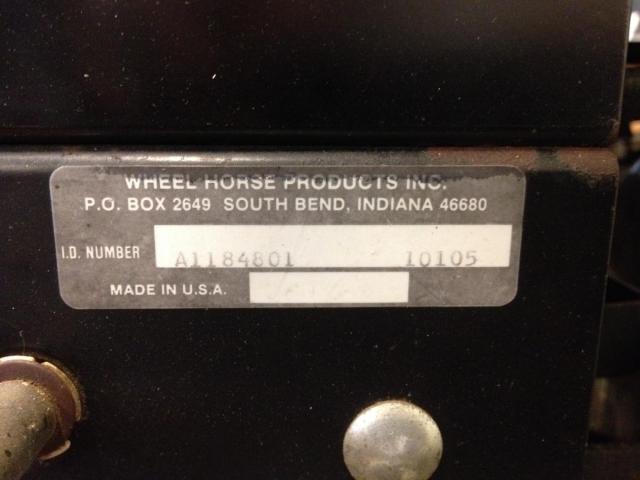 WHEEL HORSE PRODUCTS INC.
P.O. BOX 2649 SOUTH BEND, INDIANA 46680
I.D. NUMBER A1184801 10105
MADE IN U.S.A.